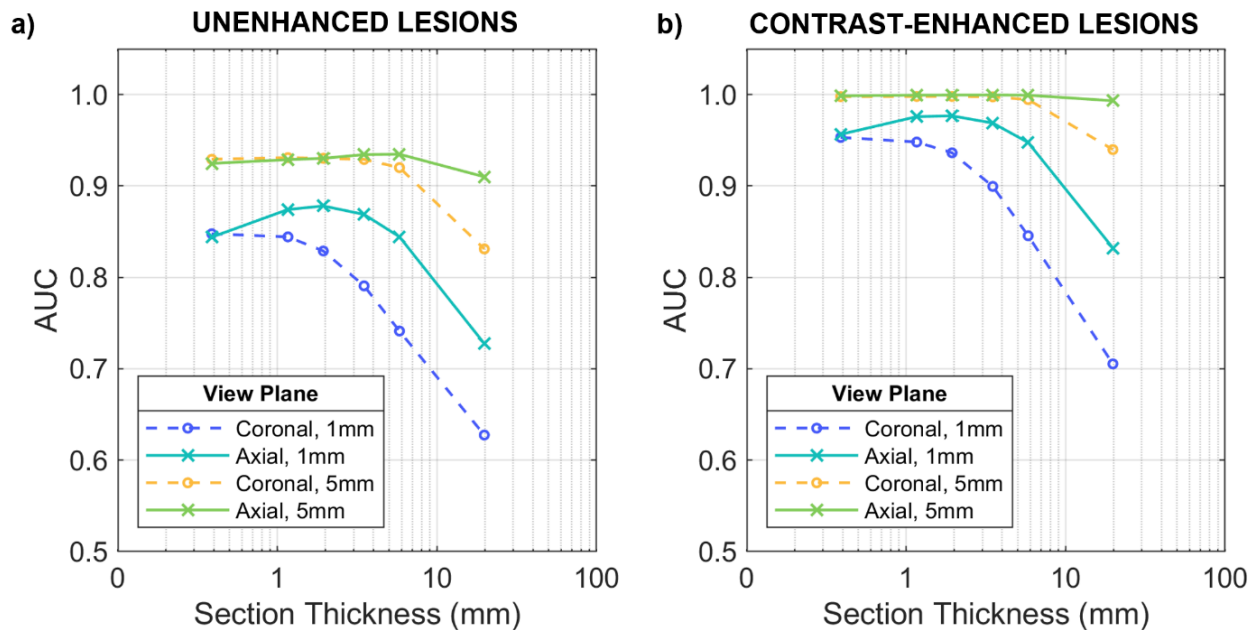 a)
UNENHANCED LESIONS
1.0
0.9
0.8
0.7
0.6
0.5
AUC
View Plane
Coronal, 1mm
Axial, 1mm
Coronal, 5mm
Axial, 5mm
0
1
10
100
Section Thickness (mm)
b)
CONTRAST-ENHANCED LESIONS
1.0
0.9
0.8
0.7
0.6
0.5
AUC
View Plane
Coronal, 1mm
Axial, 1mm
Coronal, 5mm
Axial, 5mm
0
1
10
100
Section Thickness (mm)